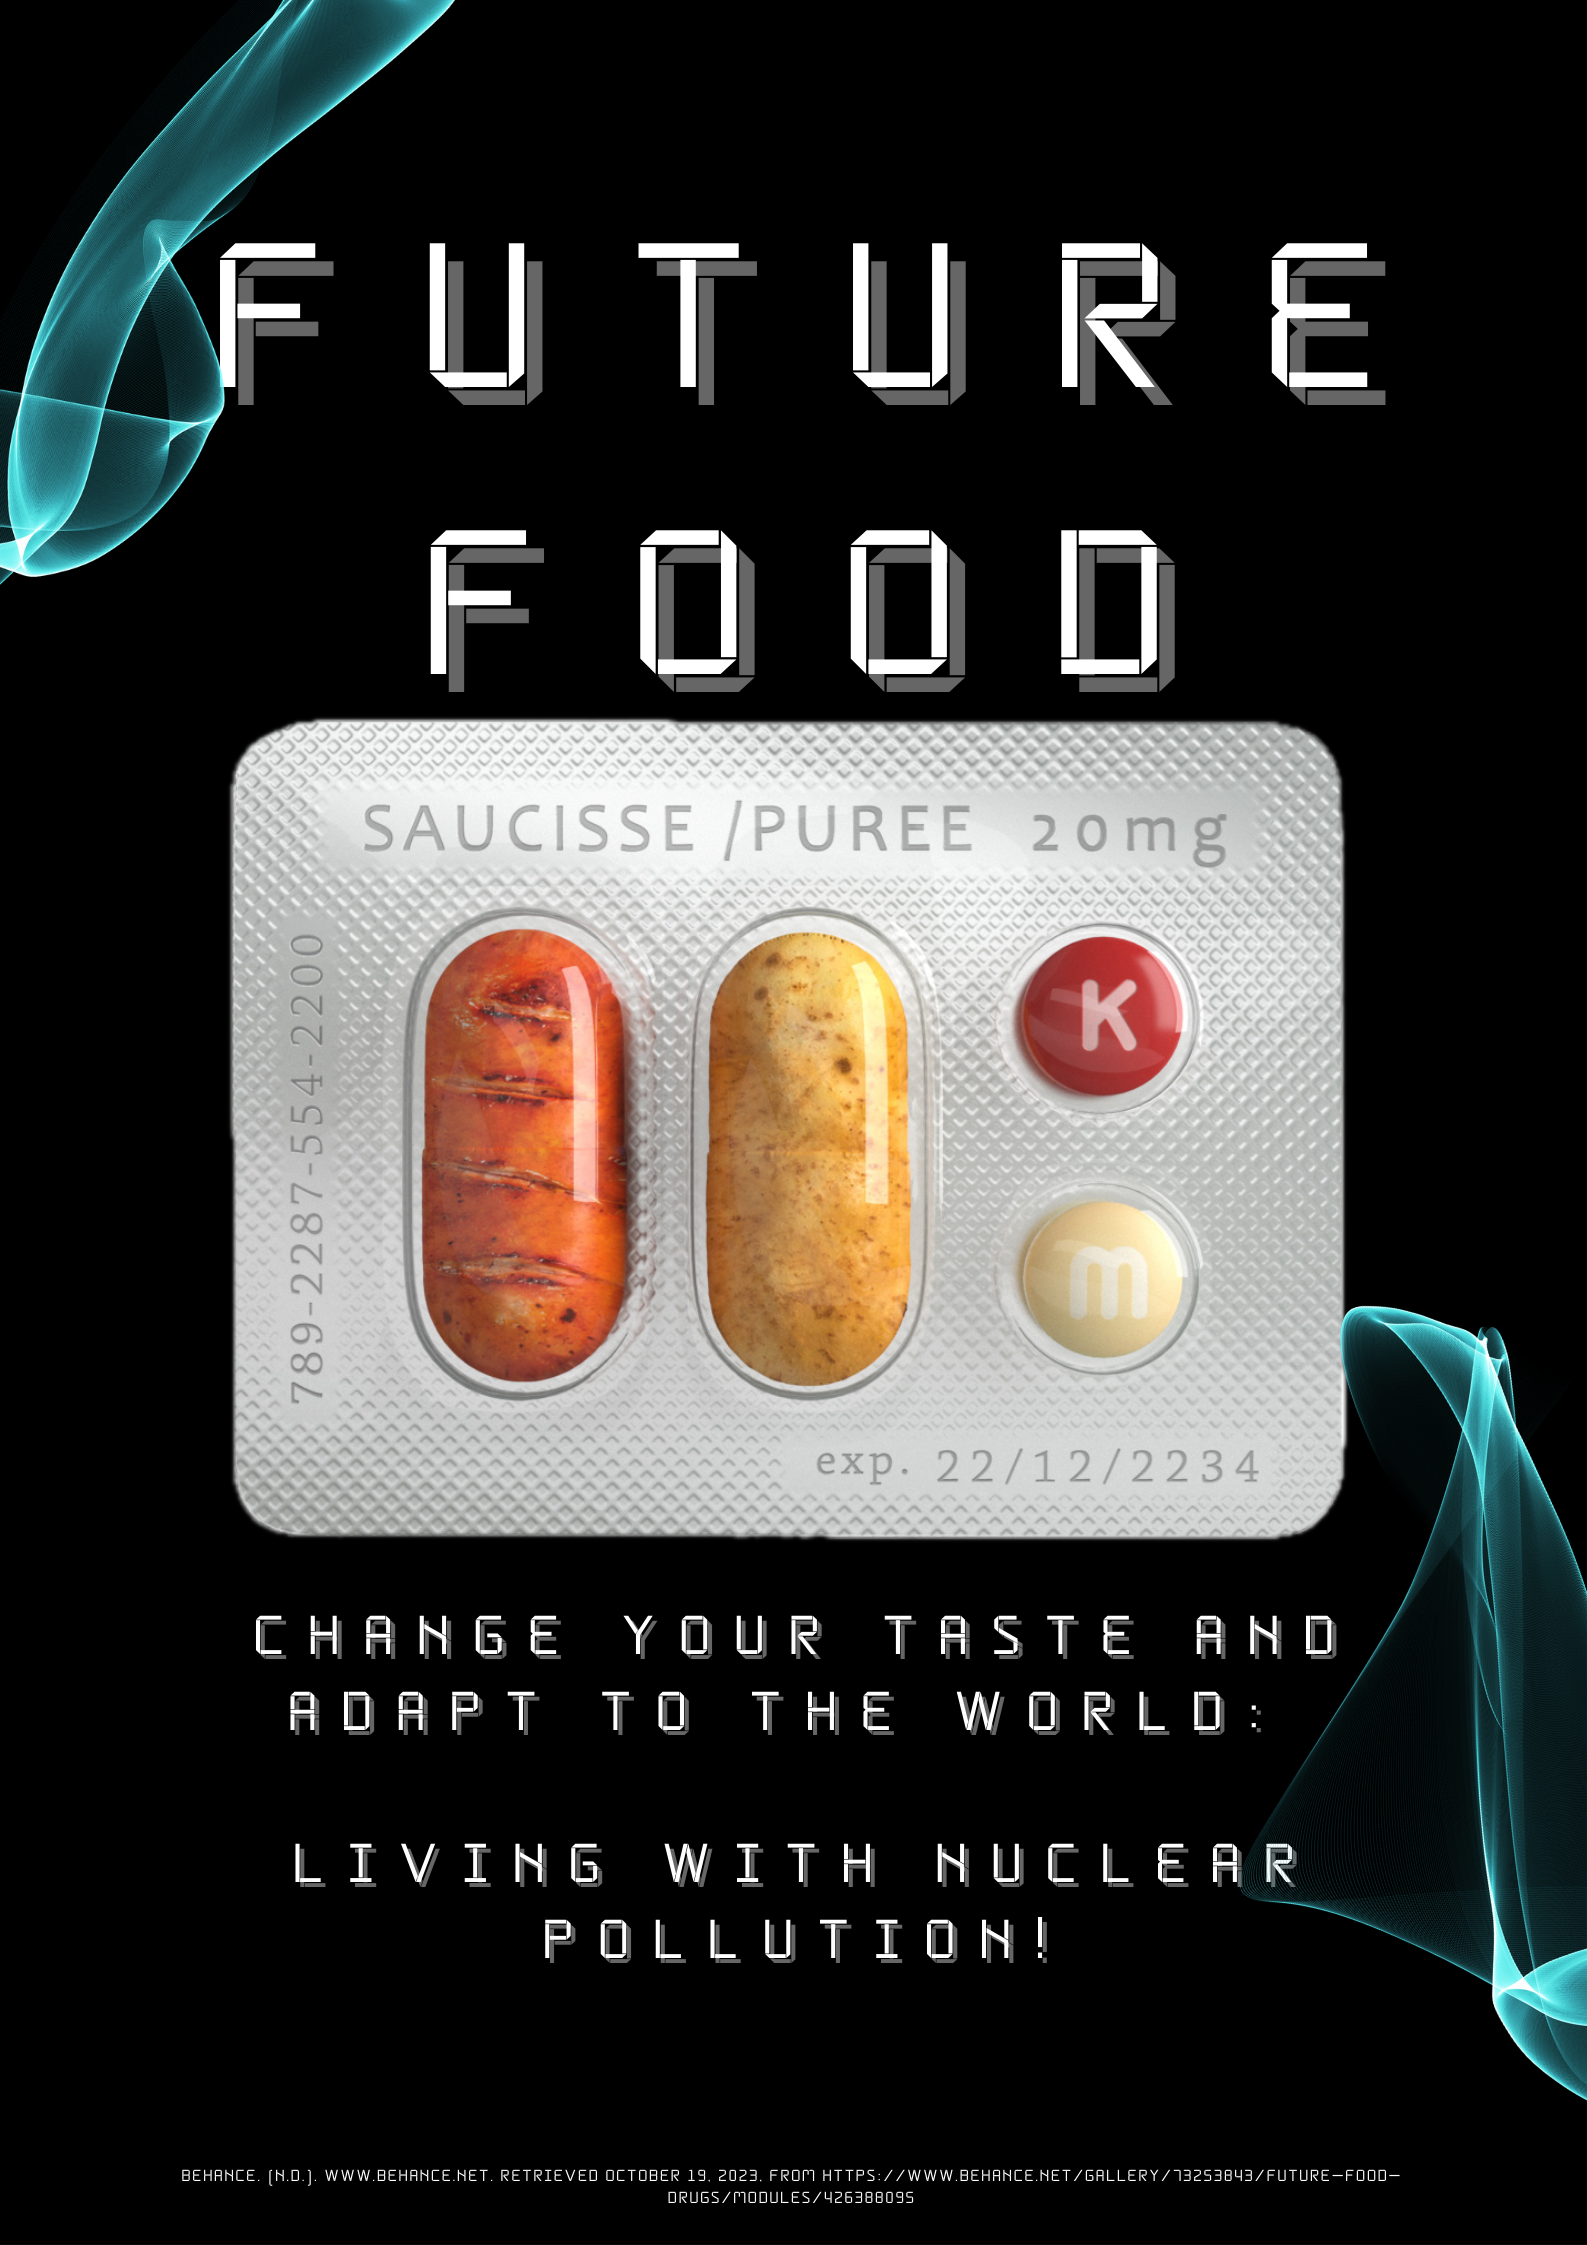 FUTURE
FOOD
SAUCISSE /PUREE 20mg
789-2287-554-2200
K
m
exp. 22/12/2234
CHANGE YOUR TASTE AND
ADAPT TO THE WORLD:
LIVING WITH NUCLEAR
POLLUTION!
BEHANCE. (N.D.). WWW.BEHANCE.NET. RETRIEVED OCTOBER 19, 2023, FROM HTTPS://WWW.BEHANCE.NET/GALLERY/73253843/FUTURE-FOOD-
DRUGS/MODULES/426388095